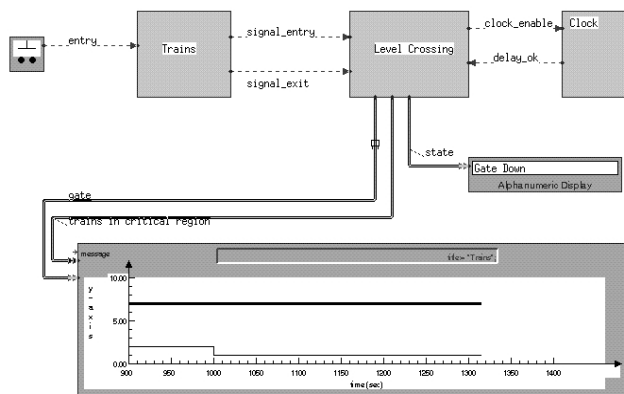 entry
Trains
signal_entry
signal_exit
Level Crossing
clock_enable
delay_ok
Clock
state
Gate Down
Alphanumeric Display
gate
trains in critical region
message
title= "Trains"
y-axis
10.00
5.00
0.00
900 950 1000 1050 1100 1150 1200 1250 1300 1350 1400
time(sec)